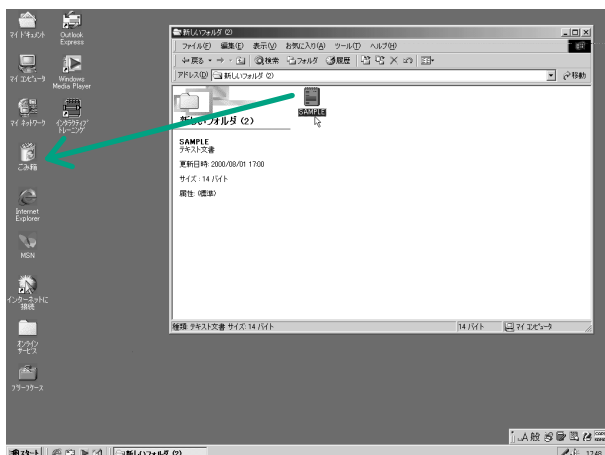 マイ ドキュメント
Outlook
Express
マイ コンピュータ
Windows
Media Player
マイ ネットワーク
インタラクティブ
トレーニング
ごみ箱
Internet
Explorer
MSN
インターネットに
接続
オンライン
サービス
ブリーフケース
新しいフォルダ (2)
ファイル(F) 編集(E) 表示(V) お気に入り(A) ツール(T) ヘルプ(H)
戻る 検索 フォルダ 履歴
アドレス(D) 新しいフォルダ (2) 移動
新しいフォルダ (2)
SAMPLE
SAMPLE
テキスト文書
更新日時: 2000/08/01 17:00
サイズ: 14 バイト
属性: (標準)
種類: テキスト文書 サイズ: 14 バイト 14 バイト マイ コンピュータ
A 般
スタート 新しいフォルダ (2) 17:46